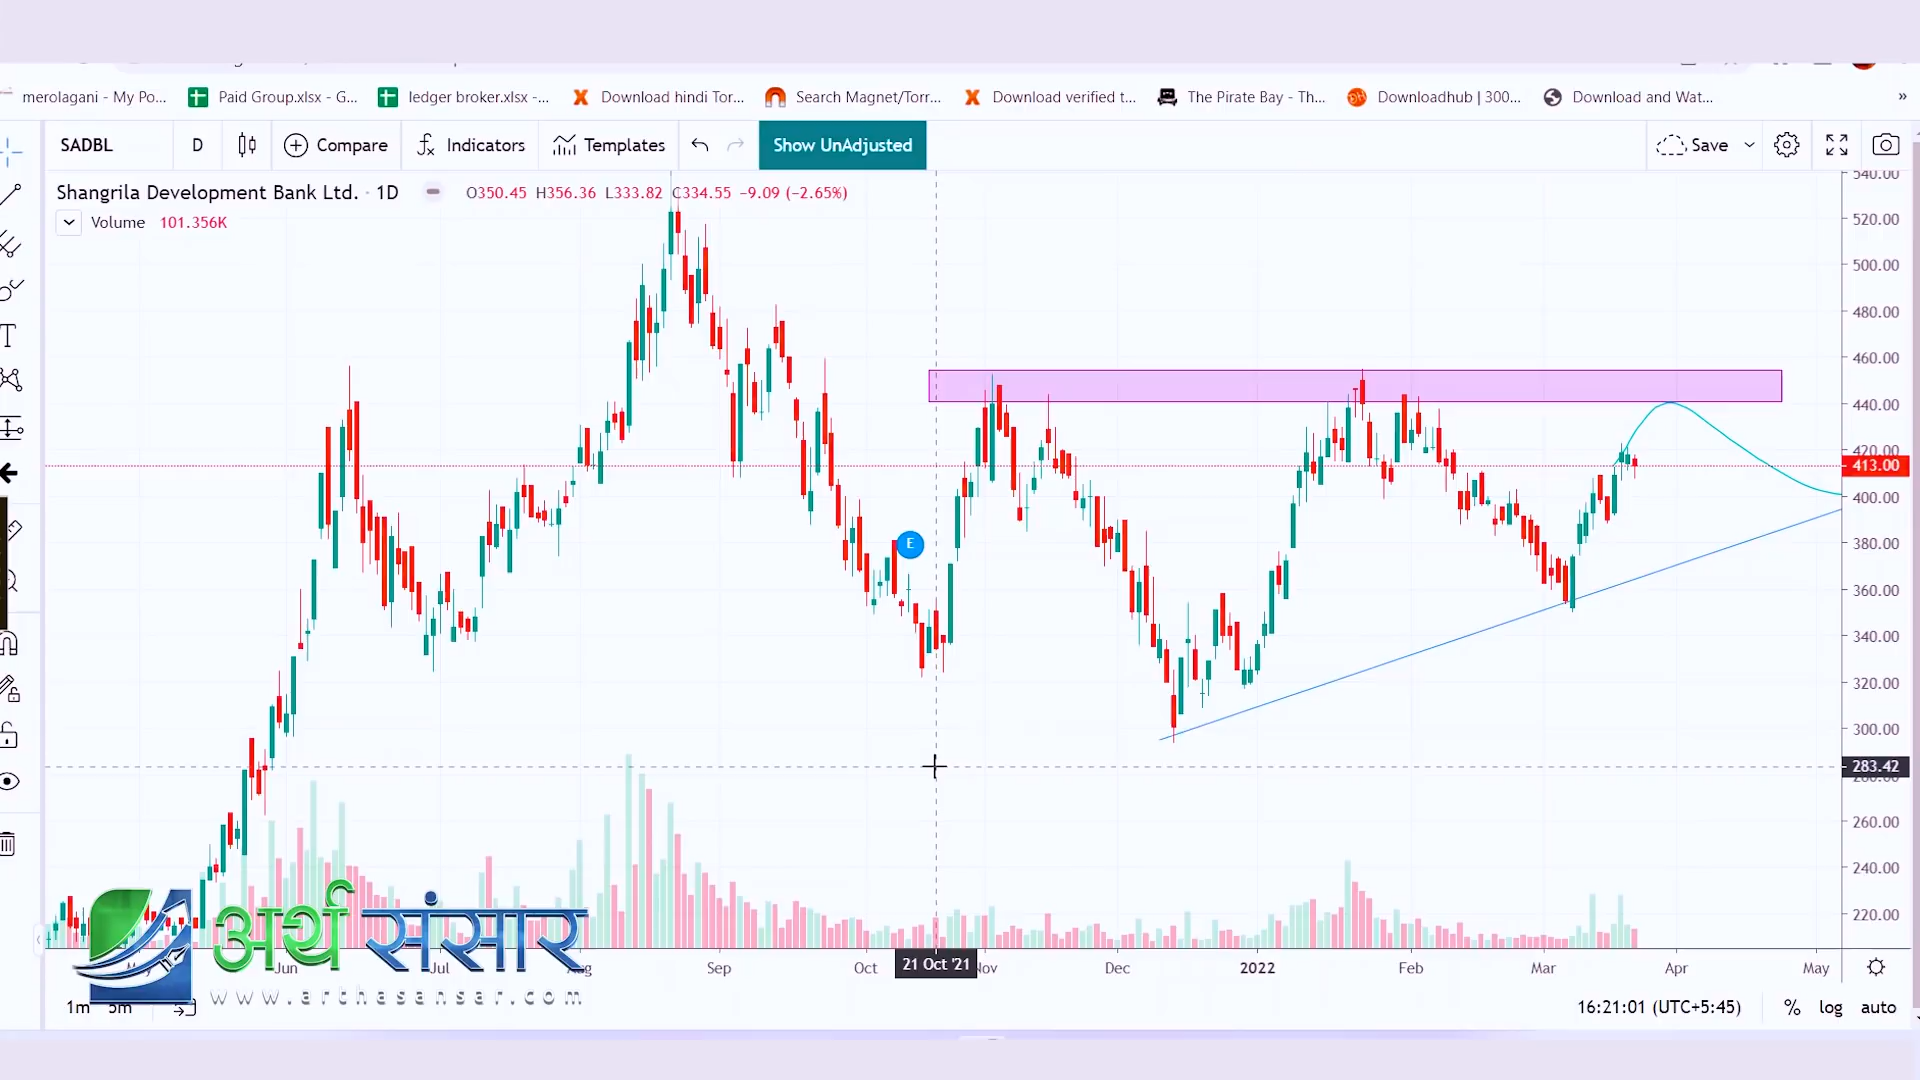 merolagani - My Po... Paid Group.xlsx - G... ledger broker.xlsx -... Download hindi Tor... Search Magnet/Torr... Download verified t... The Pirate Bay - Th... Downloadhub | 300... Download and Wat... »
SADBL D Compare Indicators Templates Show UnAdjusted Save
Shangrila Development Bank Ltd. · 1D O350.45 H356.36 L333.82 C334.55 −9.09 (−2.65%)
Volume 101.356K
540.00
520.00
500.00
480.00
460.00
440.00
420.00
413.00
400.00
380.00
E
360.00
340.00
320.00
300.00
283.42
280.00
260.00
240.00
220.00
अर्थ संसार
www.arthasansar.com
May Jun Jul Aug Sep Oct 21 Oct '21 Nov Dec 2022 Feb Mar Apr May
1m 5m 16:21:01 (UTC+5:45) % log auto